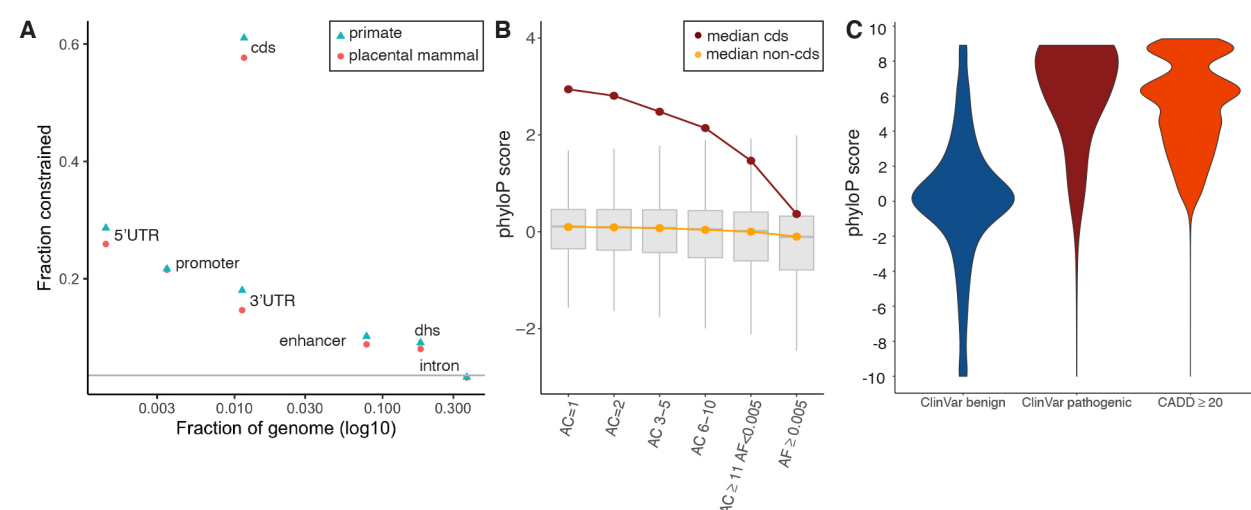 A
0.6
0.4
0.2
Fraction constrained
cds
5'UTR
promoter
3'UTR
enhancer
dhs
intron
primate
placental mammal
0.003
0.010
0.030
0.100
0.300
Fraction of genome (log10)
B
4
2
0
−2
phyloP score
median cds
median non-cds
AC=1
AC=2
AC 3–5
AC 6–10
AC ≥ 11 AF<0.005
AF ≥ 0.005
C
10
8
6
4
2
0
-2
-4
-6
-8
-10
phyloP score
ClinVar benign
ClinVar pathogenic
CADD ≥ 20